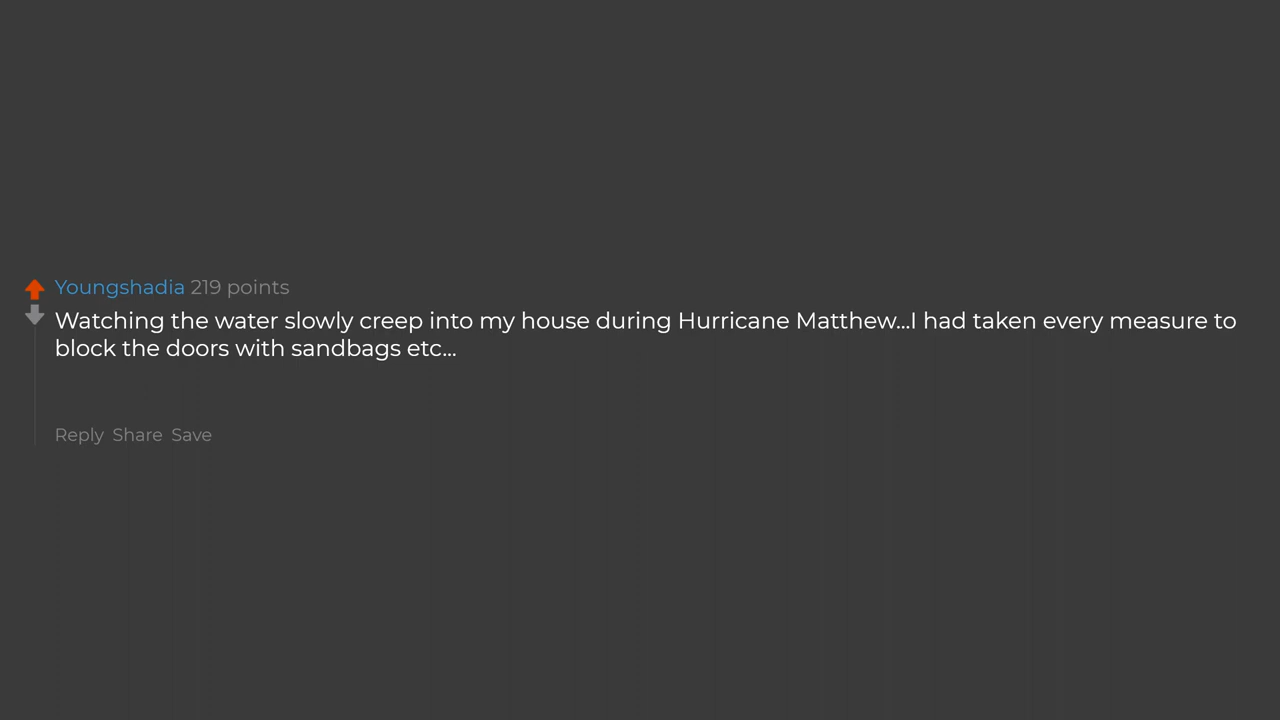 Youngshadia 219 points
Watching the water slowly creep into my house during Hurricane Matthew...I had taken every measure to
block the doors with sandbags etc...
Reply Share Save